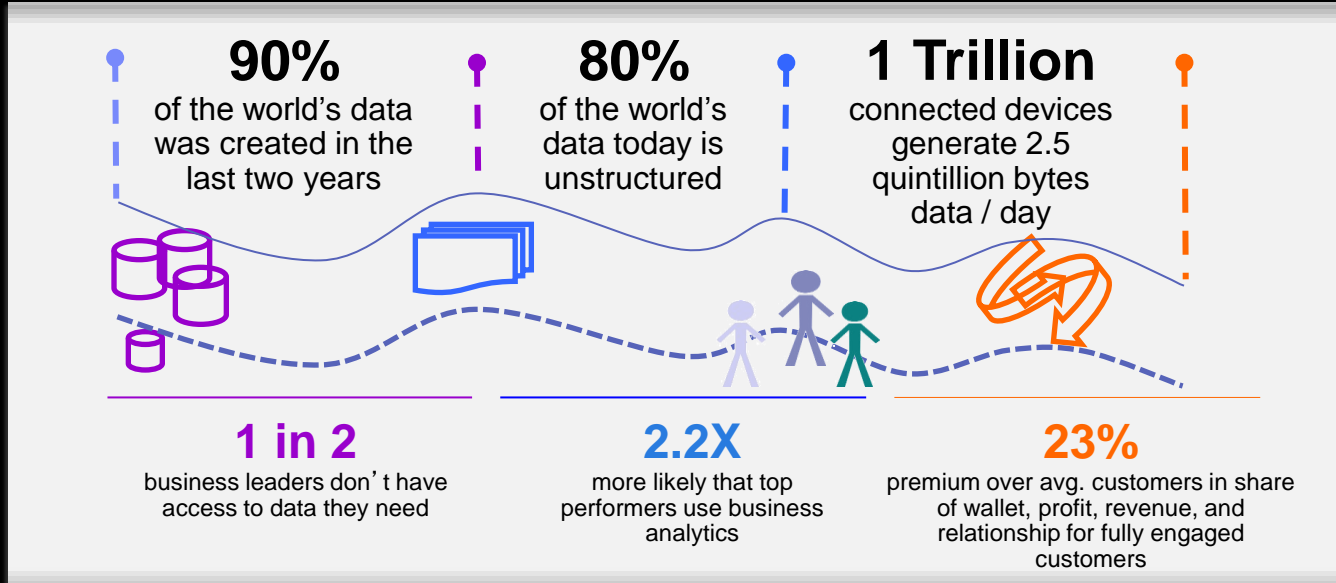 90%
of the world's data
was created in the
last two years
80%
of the world's
data today is
unstructured
1 Trillion
connected devices
generate 2.5
quintillion bytes
data / day
1 in 2
business leaders don't have
access to data they need
2.2X
more likely that top
performers use business
analytics
23%
premium over avg. customers in share
of wallet, profit, revenue, and
relationship for fully engaged
customers